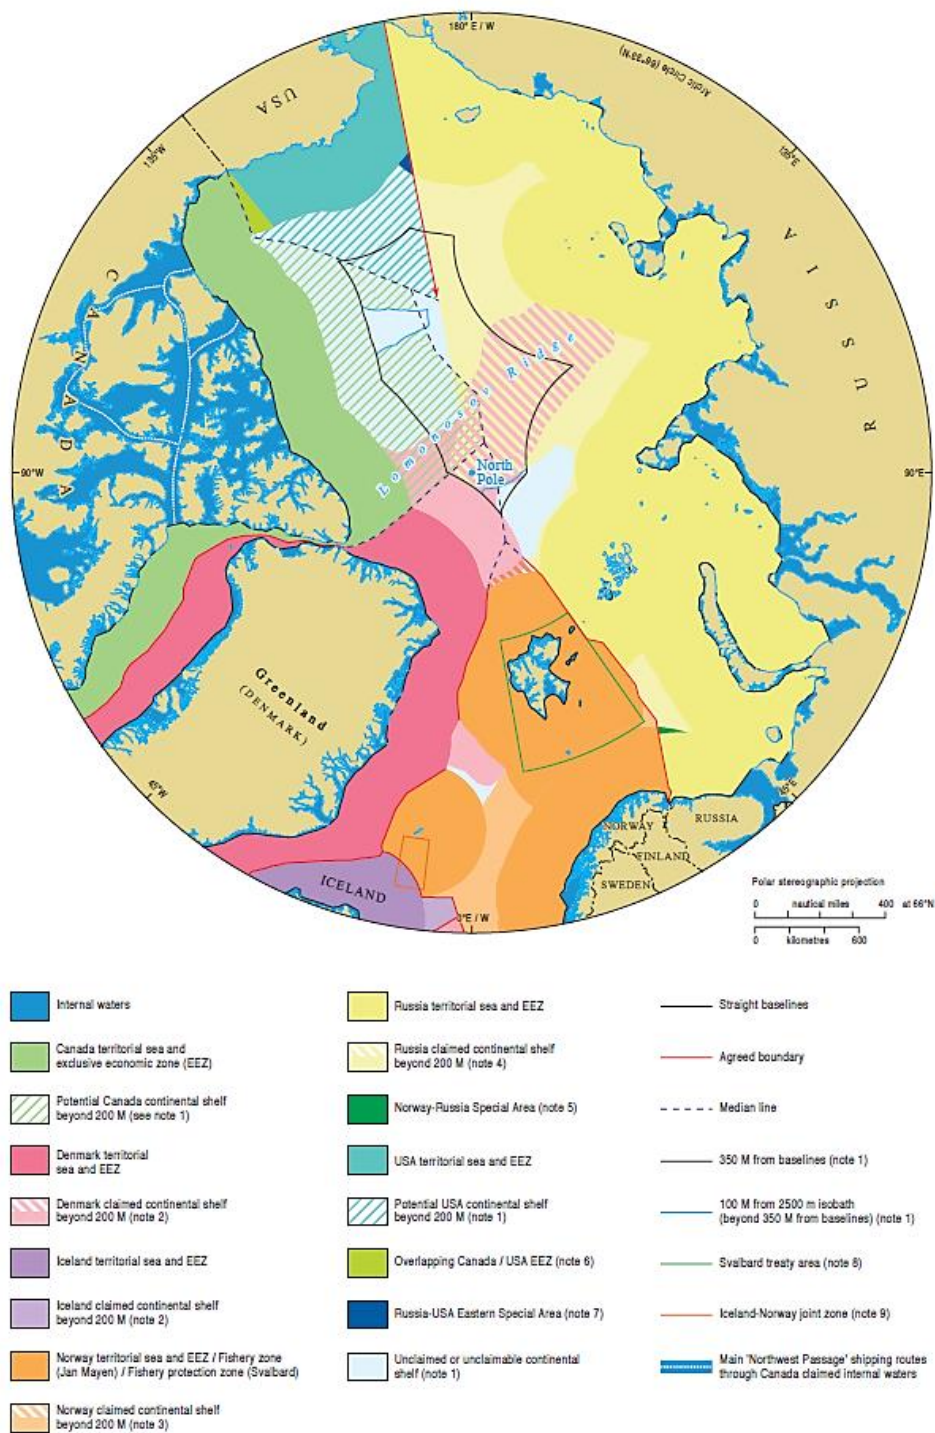 180° E / W
Arctic Circle (66°33'N)
USA
135°W
135°E
CANADA
RUSSIA
Lomonosov Ridge
90°W
North
Pole
90°E
Greenland
(DENMARK)
45°W
45°E
NORWAY
RUSSIA
FINLAND
SWEDEN
ICELAND
0°E / W
Polar stereographic projection
0 nautical miles 400 at 66°N
0 kilometres 600
Internal waters
Canada territorial sea and
exclusive economic zone (EEZ)
Potential Canada continental shelf
beyond 200 M (see note 1)
Denmark territorial
sea and EEZ
Denmark claimed continental shelf
beyond 200 M (note 2)
Iceland territorial sea and EEZ
Iceland claimed continental shelf
beyond 200 M (note 2)
Norway territorial sea and EEZ / Fishery zone
(Jan Mayen) / Fishery protection zone (Svalbard)
Norway claimed continental shelf
beyond 200 M (note 3)
Russia territorial sea and EEZ
Russia claimed continental shelf
beyond 200 M (note 4)
Norway-Russia Special Area (note 5)
USA territorial sea and EEZ
Potential USA continental shelf
beyond 200 M (note 1)
Overlapping Canada / USA EEZ (note 6)
Russia-USA Eastern Special Area (note 7)
Unclaimed or unclaimable continental
shelf (note 1)
Straight baselines
Agreed boundary
Median line
350 M from baselines (note 1)
100 M from 2500 m isobath
(beyond 350 M from baselines) (note 1)
Svalbard treaty area (note 8)
Iceland-Norway joint zone (note 9)
Main 'Northwest Passage' shipping routes
through Canada claimed internal waters